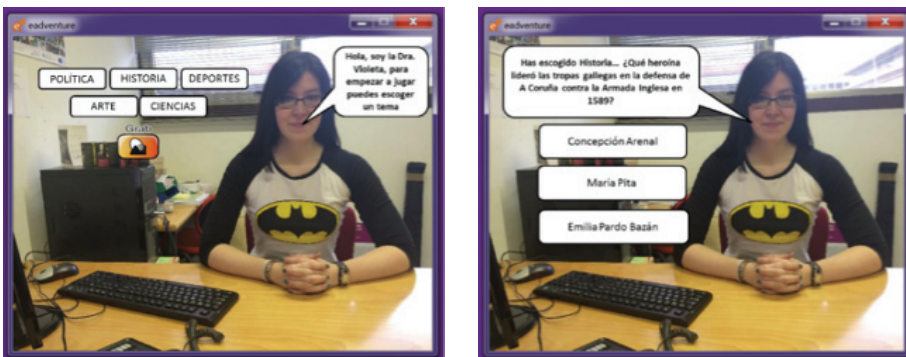 eadventure
Hola, soy la Dra.
Violeta, para
empezar a jugar
puedes escoger
un tema
POLÍTICA HISTORIA DEPORTES
ARTE CIENCIAS
Girate
eadventure
Has escogido Historia... ¿Qué heroína
lideró las tropas gallegas en la defensa de
A Coruña contra la Armada Inglesa en
1589?
Concepción Arenal
María Pita
Emilia Pardo Bazán